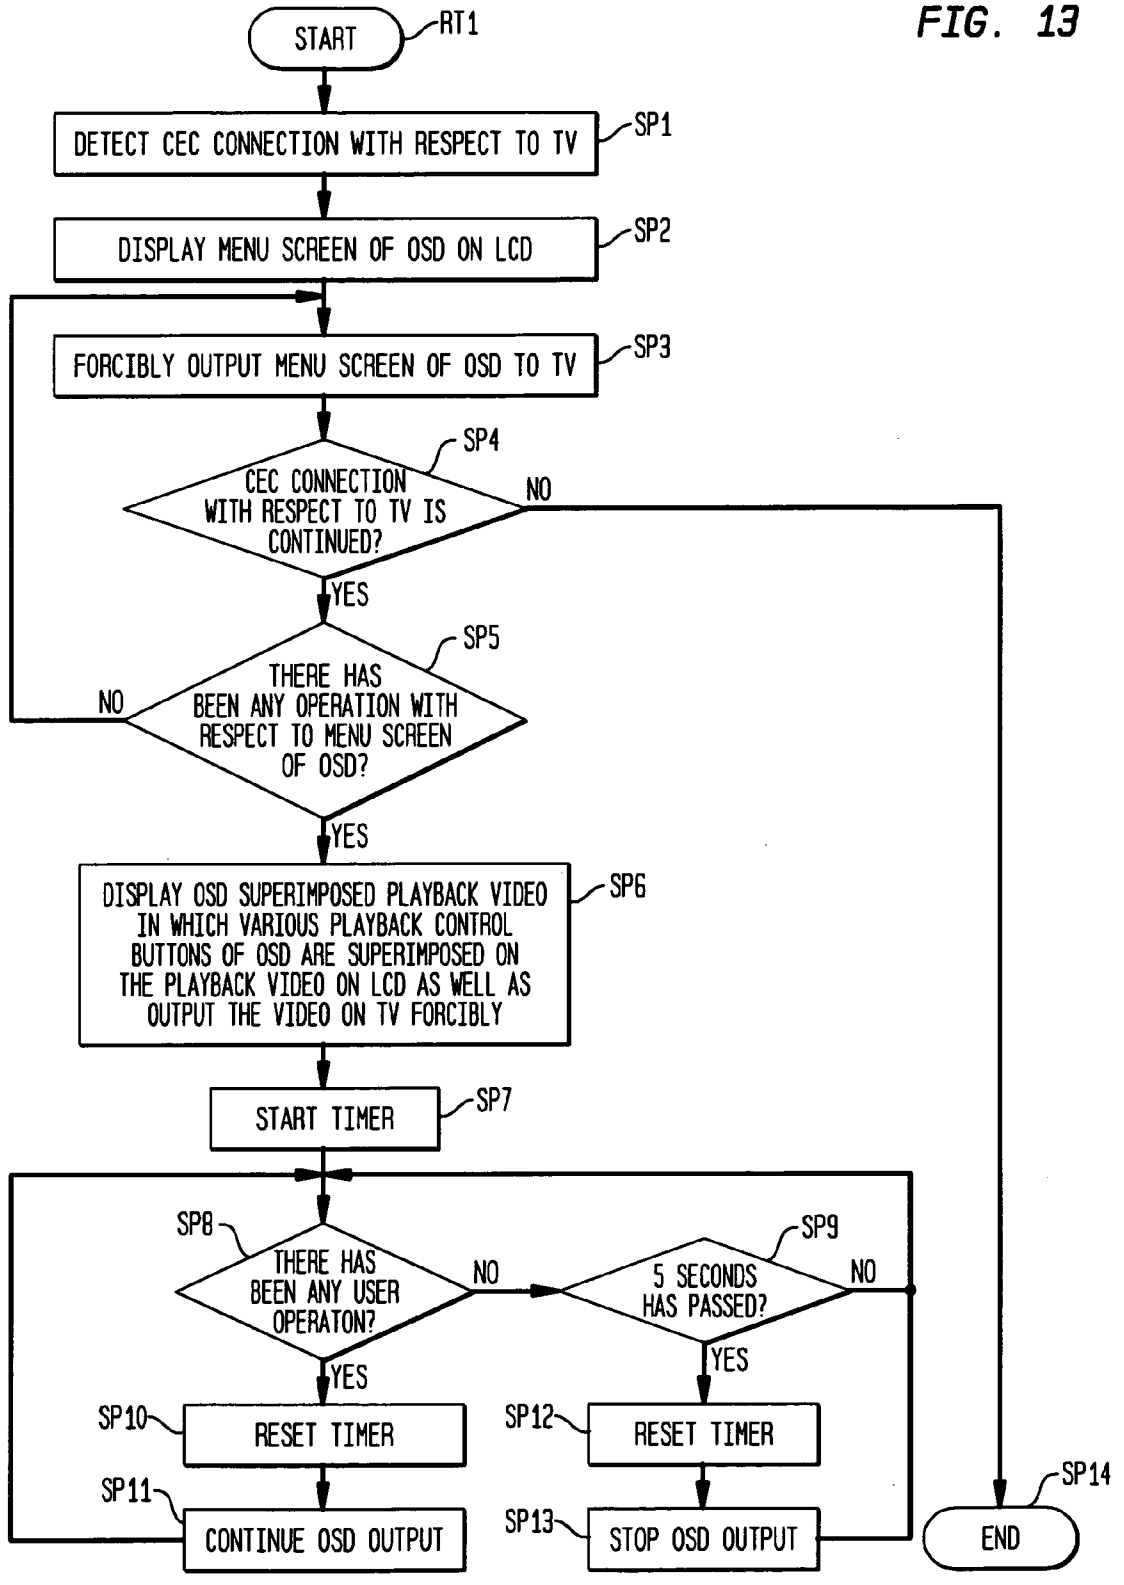 FIG. 13
START
RT1
DETECT CEC CONNECTION WITH RESPECT TO TV
SP1
DISPLAY MENU SCREEN OF OSD ON LCD
SP2
FORCIBLY OUTPUT MENU SCREEN OF OSD TO TV
SP3
SP4
CEC CONNECTION
WITH RESPECT TO TV IS
CONTINUED?
NO
YES
SP5
THERE HAS
BEEN ANY OPERATION WITH
RESPECT TO MENU SCREEN
OF OSD?
NO
YES
SP6
DISPLAY OSD SUPERIMPOSED PLAYBACK VIDEO
IN WHICH VARIOUS PLAYBACK CONTROL
BUTTONS OF OSD ARE SUPERIMPOSED ON
THE PLAYBACK VIDEO ON LCD AS WELL AS
OUTPUT THE VIDEO ON TV FORCIBLY
START TIMER
SP7
SP8
THERE HAS
BEEN ANY USER
OPERATON?
NO
YES
SP9
5 SECONDS
HAS PASSED?
NO
YES
SP10
RESET TIMER
SP12
RESET TIMER
SP11
CONTINUE OSD OUTPUT
SP13
STOP OSD OUTPUT
SP14
END